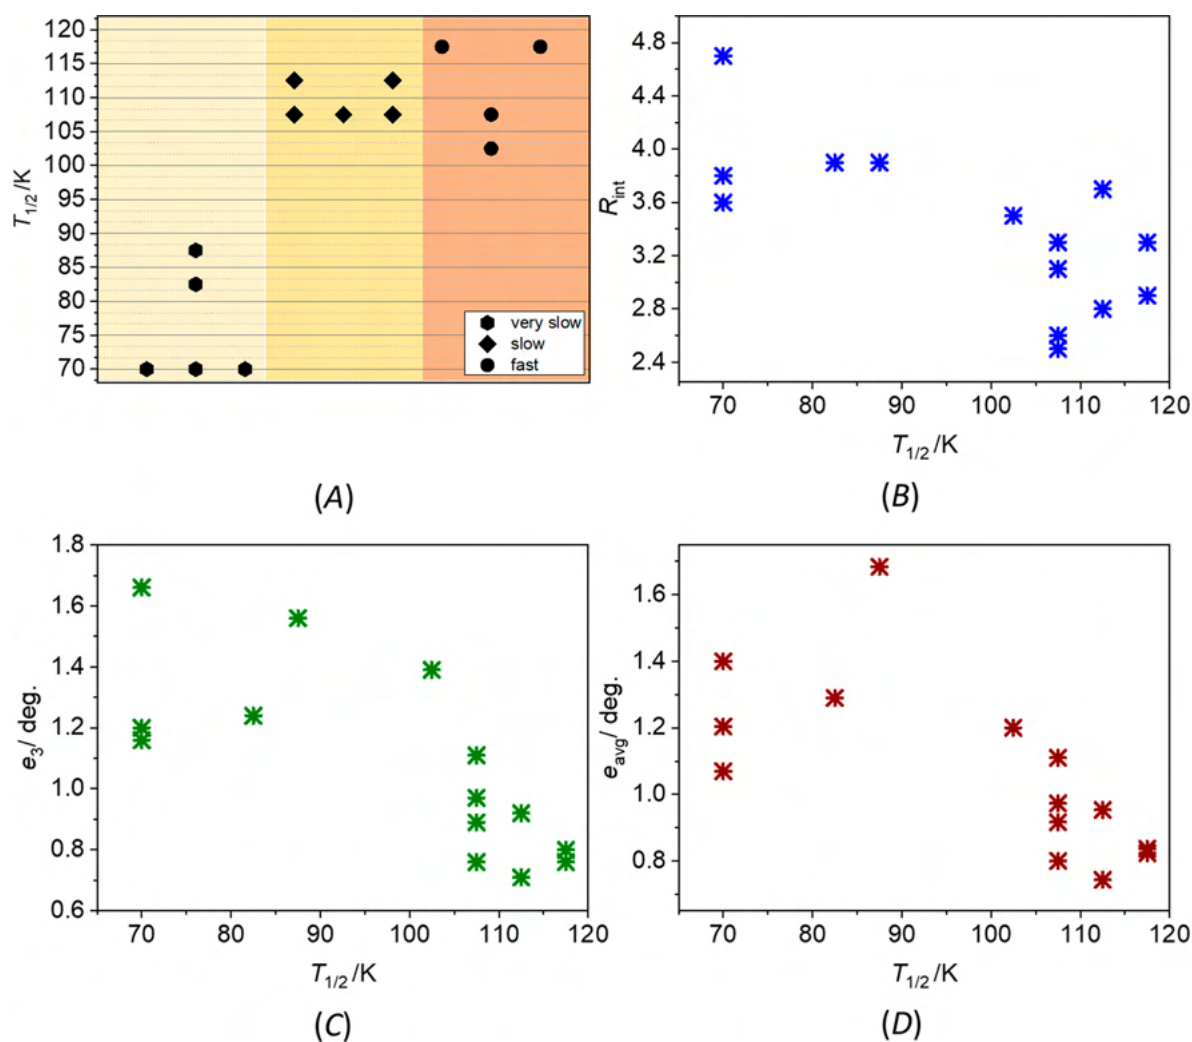 120
115
110
105
100
95
90
85
80
75
70
T1/2/K
very slow
slow
fast
(A)
4.8
4.4
4.0
3.6
3.2
2.8
2.4
Rint
70 80 90 100 110 120
T1/2/K
(B)
1.8
1.6
1.4
1.2
1.0
0.8
0.6
e3/ deg.
70 80 90 100 110 120
T1/2/K
(C)
1.6
1.4
1.2
1.0
0.8
eavg/ deg.
70 80 90 100 110 120
T1/2/K
(D)